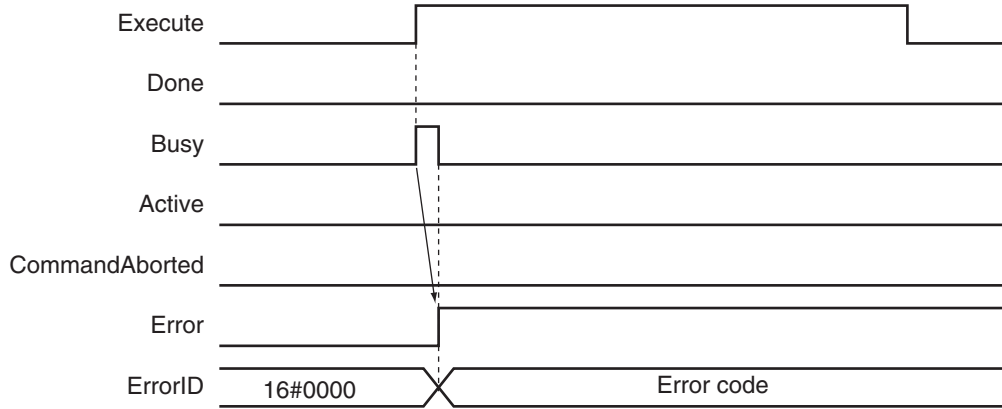 Execute
Done
Busy
Active
CommandAborted
Error
ErrorID 16#0000 Error code